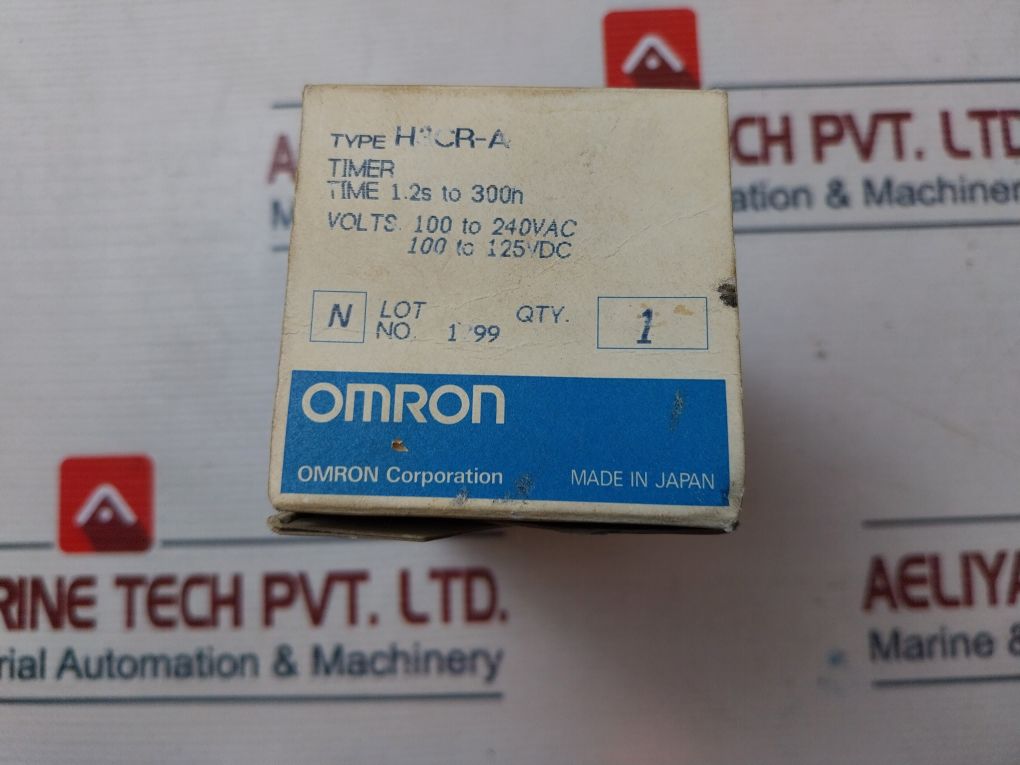 CH PVT. LTD
ation & Machiner
TYPE H3CR-A
TIMER
TIME 1.2s to 300h
VOLTS. 100 to 240VAC
100 to 125VDC
N LOT NO. QTY. 1
OMRON
OMRON Corporation MADE IN JAPAN
RINE TECH PVT. LTD.
rial Automation & Machinery
AELIYA
Marine &